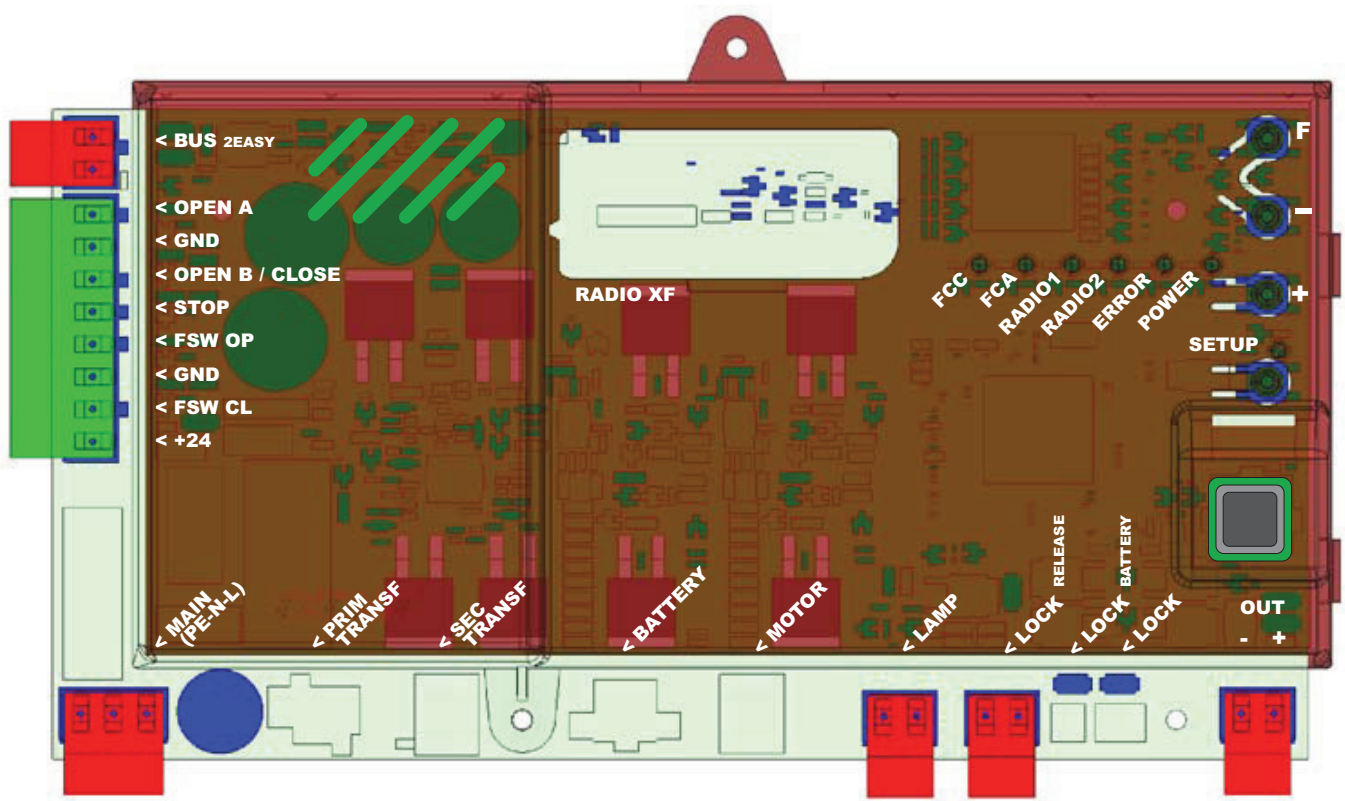 < BUS 2EASY
< OPEN A
< GND
< OPEN B / CLOSE
< STOP
< FSW OP
< GND
< FSW CL
< +24
RADIO XF
FCC
FCA
RADIO1
RADIO2
ERROR
POWER
F
–
+
SETUP
< MAIN
(PE-N-L)
< PRIM
TRANSF
< SEC
TRANSF
< BATTERY
< MOTOR
< LAMP
< LOCK
RELEASE
< LOCK
BATTERY
< LOCK
OUT
- +